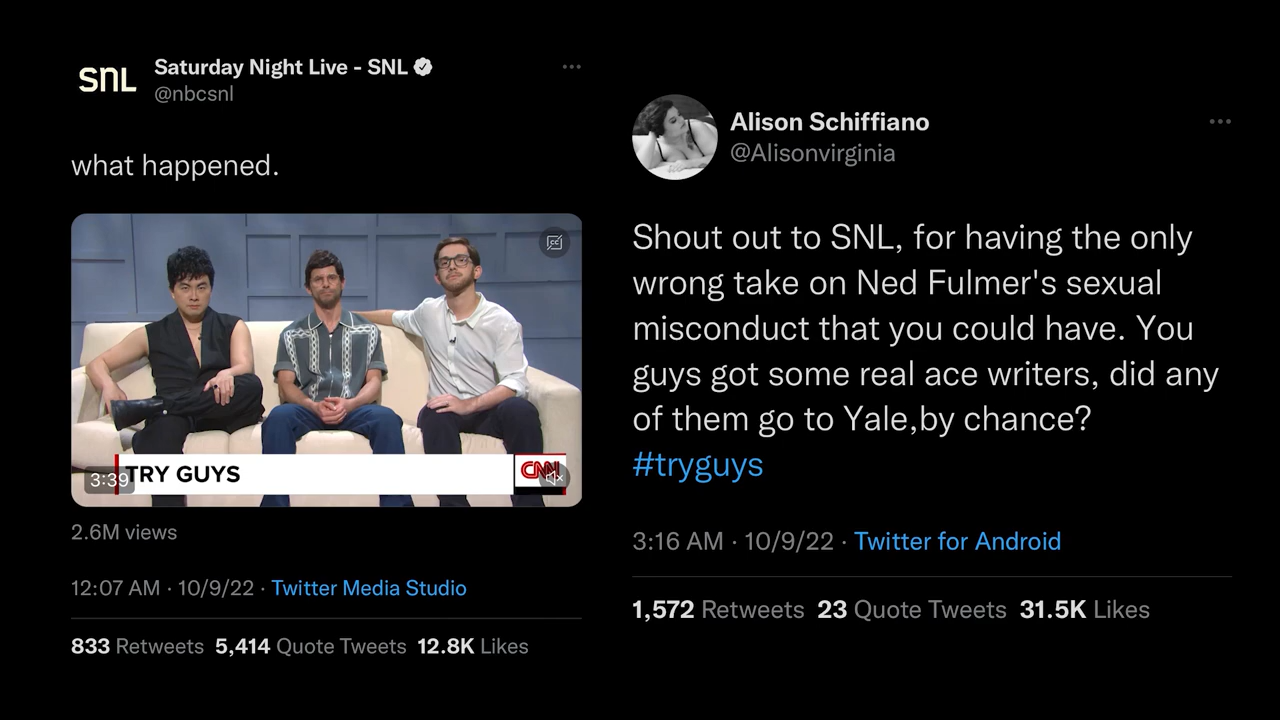 SNL
Saturday Night Live - SNL
@nbcsnl
what happened.
CC
TRY GUYS
CNN
3:39
2.6M views
12:07 AM · 10/9/22 · Twitter Media Studio
833 Retweets 5,414 Quote Tweets 12.8K Likes
Alison Schiffiano
@Alisonvirginia
Shout out to SNL, for having the only
wrong take on Ned Fulmer's sexual
misconduct that you could have. You
guys got some real ace writers, did any
of them go to Yale,by chance?
#tryguys
3:16 AM · 10/9/22 · Twitter for Android
1,572 Retweets 23 Quote Tweets 31.5K Likes